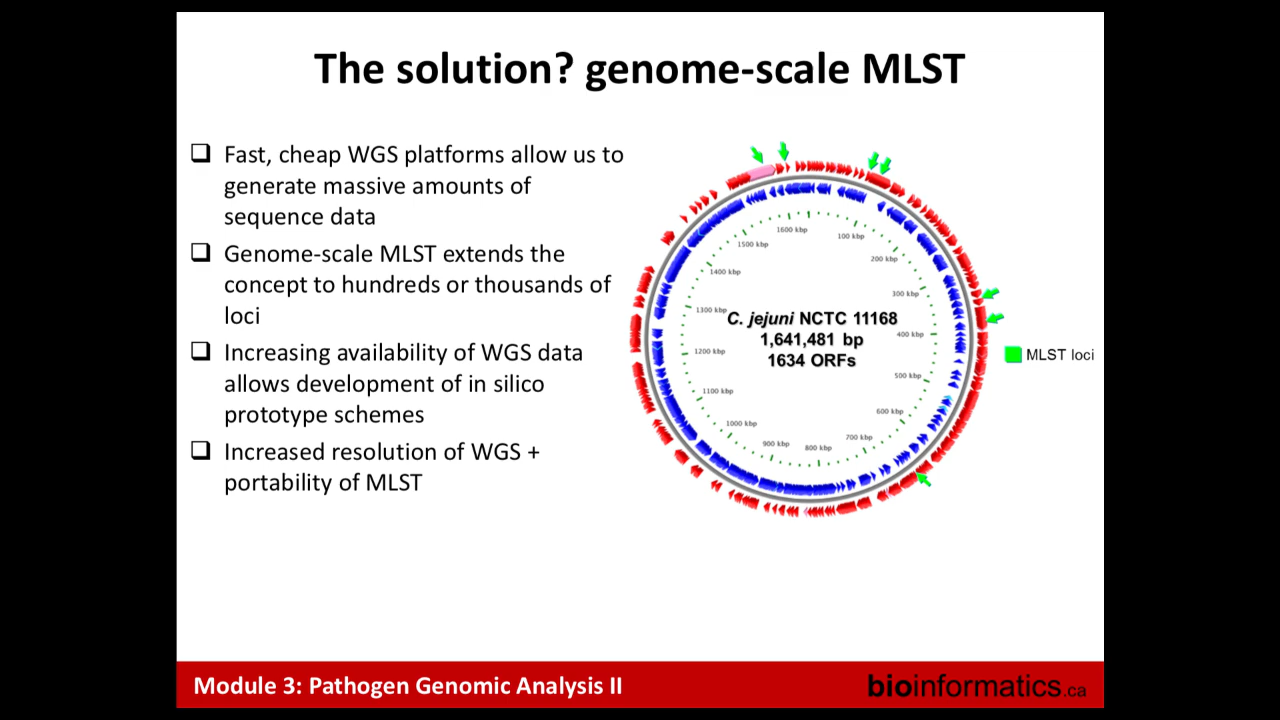 The solution? genome-scale MLST
Fast, cheap WGS platforms allow us to
generate massive amounts of
sequence data
Genome-scale MLST extends the
concept to hundreds or thousands of
loci
Increasing availability of WGS data
allows development of in silico
prototype schemes
Increased resolution of WGS +
portability of MLST
1600 kbp
100 kbp
1500 kbp
200 kbp
1400 kbp
300 kbp
1300 kbp
C. jejuni NCTC 11168
1,641,481 bp
1634 ORFs
400 kbp
1200 kbp
500 kbp
1100 kbp
600 kbp
1000 kbp
700 kbp
900 kbp
800 kbp
MLST loci
Module 3: Pathogen Genomic Analysis II
bioinformatics.ca